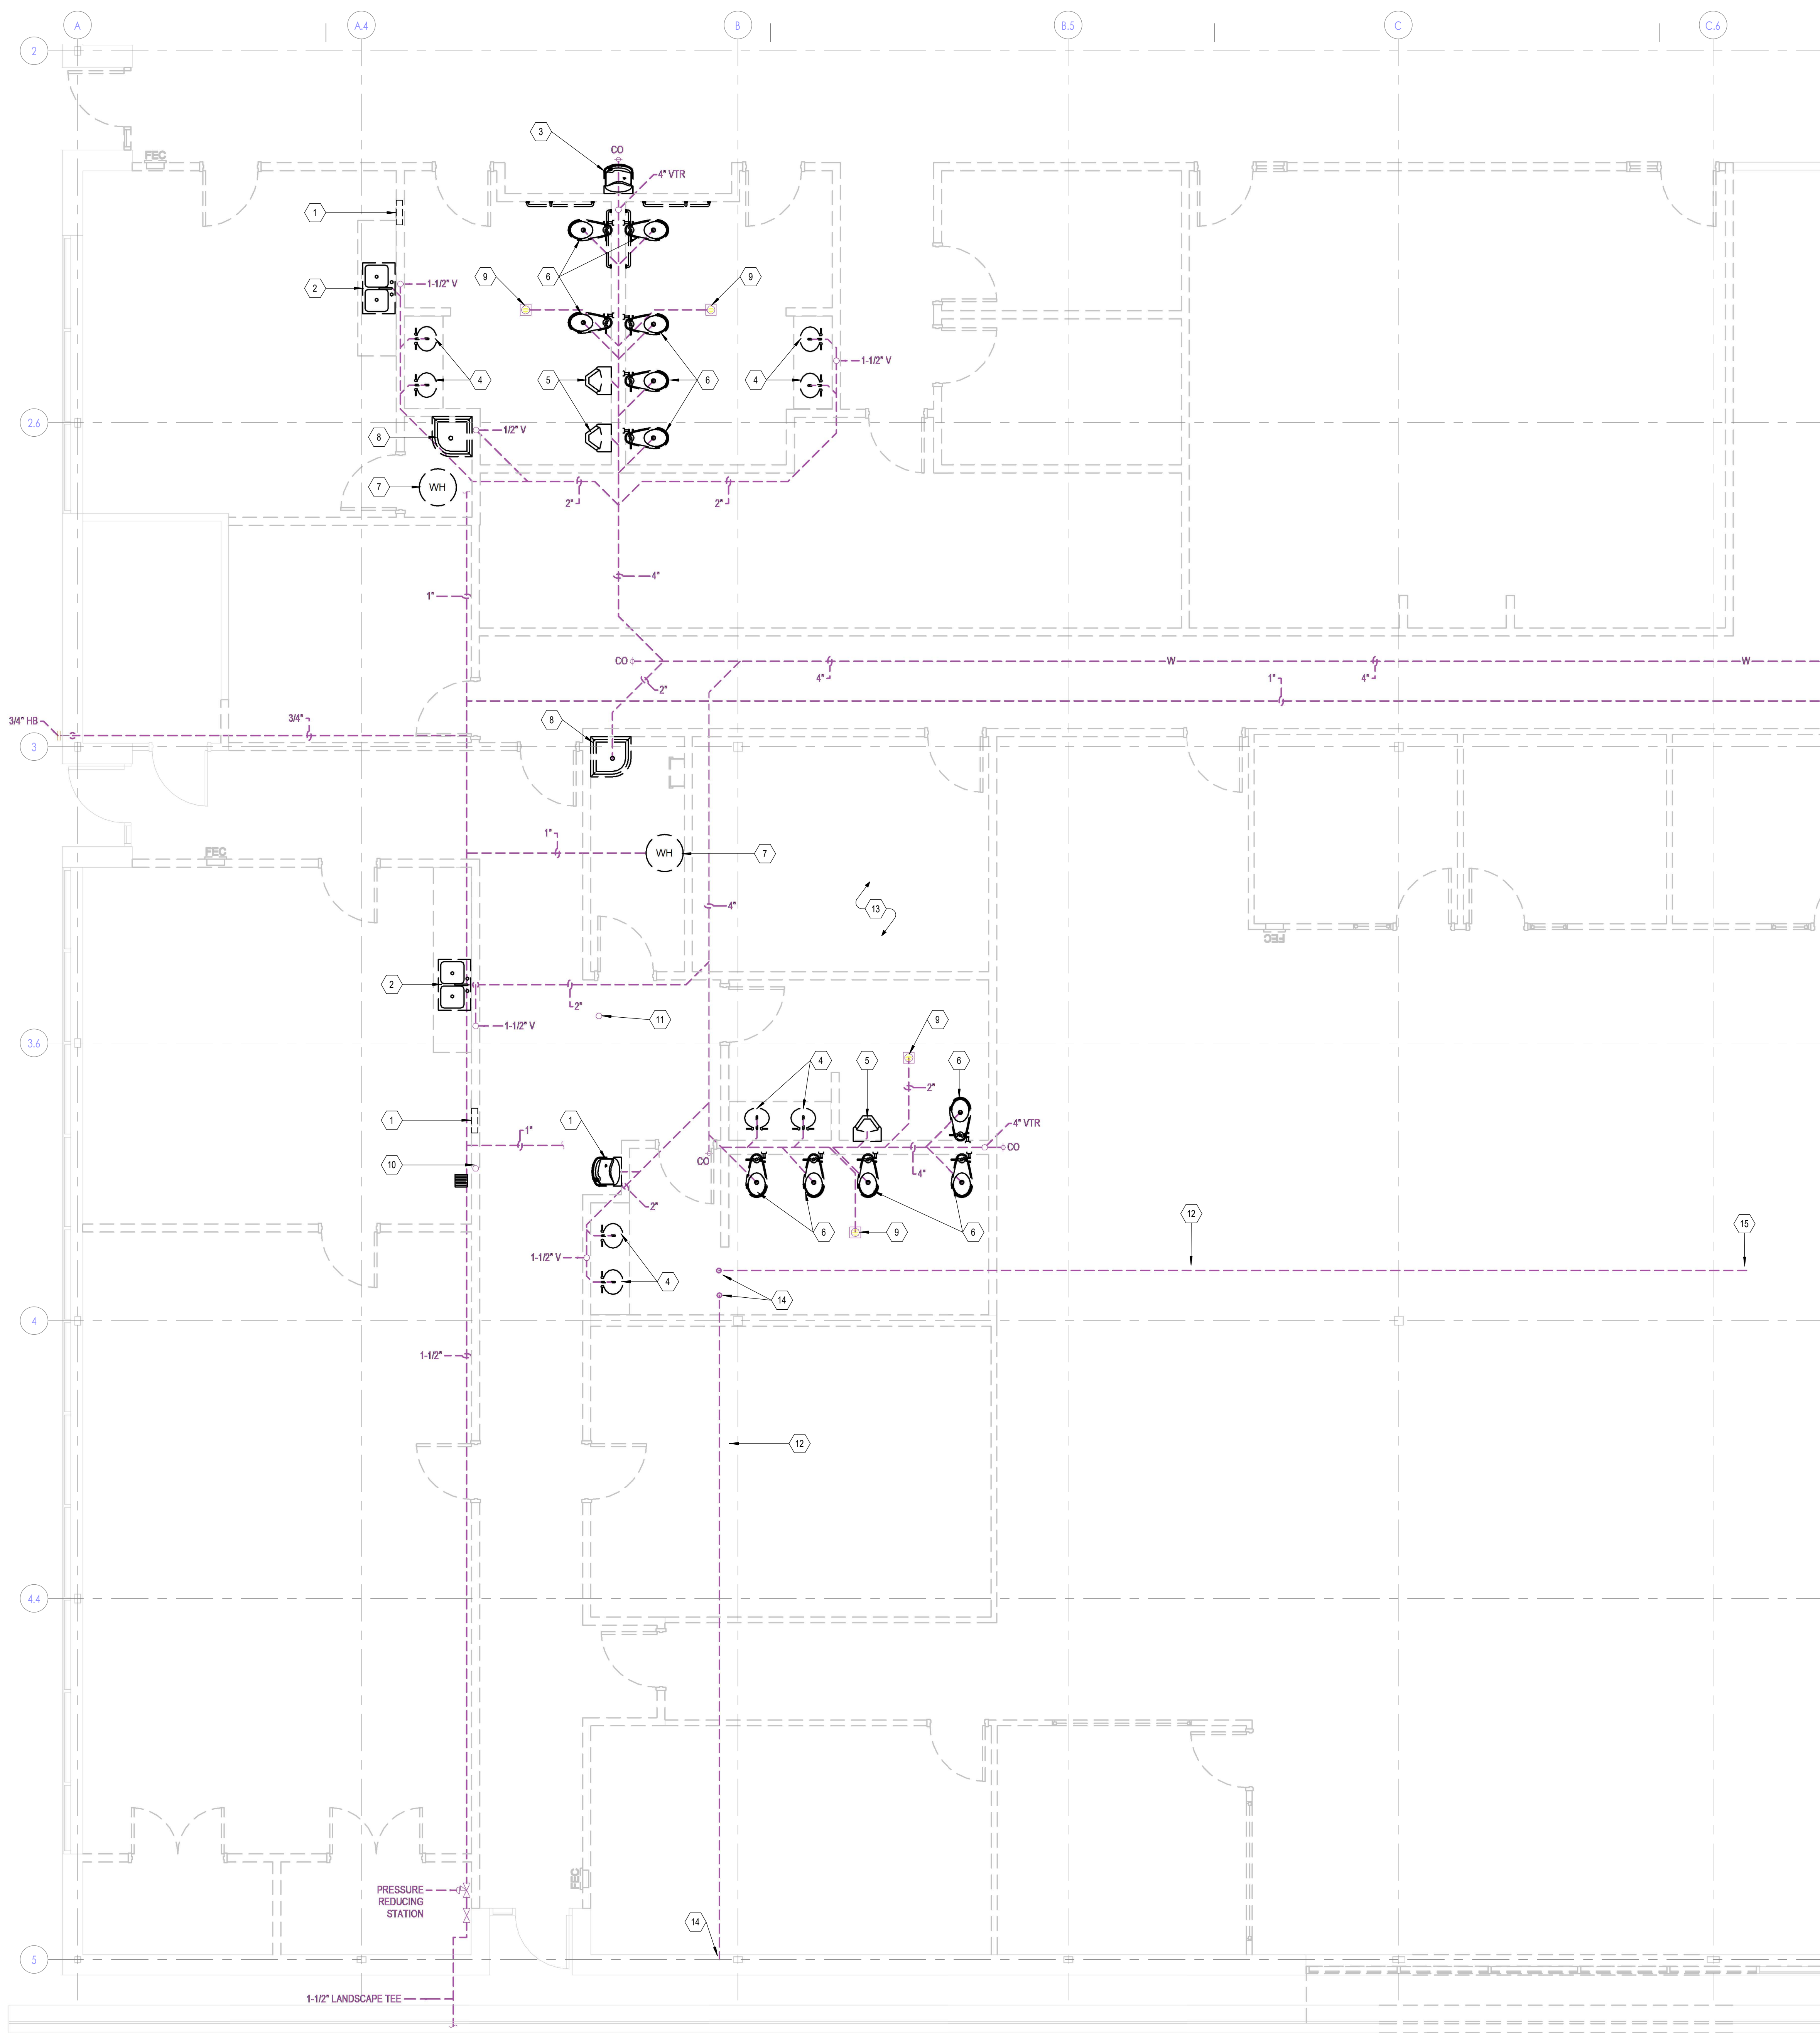 A
A.4
B
B.5
C
C.6
2
3
CO
4" VTR
FEC
1
9
6
9
2
1-1/2" V
1-1/2" V
4
5
6
4
2.6
8
1/2" V
7
WH
2"
2"
4"
1"
CO
W
W
4"
4"
2"
1"
3/4" HB
3/4"
8
3
1"
WH
7
FEC
4"
13
FEC
2
2"
11
1-1/2" V
9
3.6
4
5
6
2"
1
1
1"
4" VTR
CO
CO
10
4"
2"
12
15
6
9
6
1-1/2" V
4
14
4
1-1/2"
12
4.4
FEC
PRESSURE
REDUCING
STATION
14
5
1-1/2" LANDSCAPE TEE